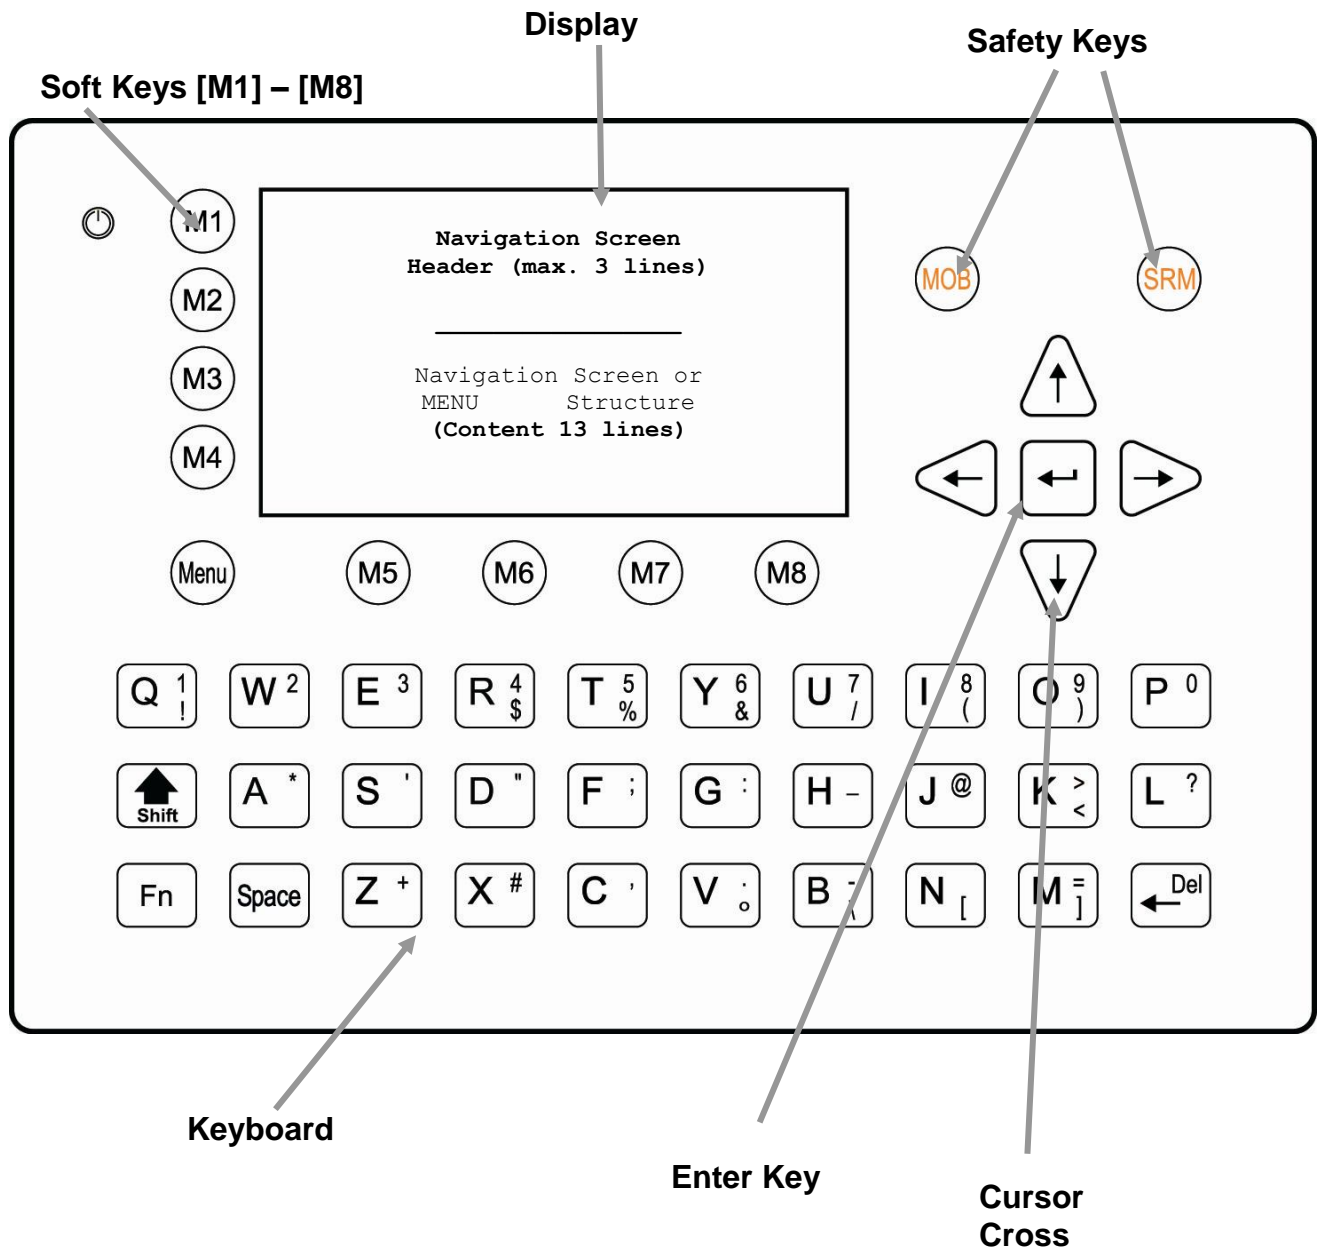 Display
Safety Keys
Soft Keys [M1] – [M8]
M1
Navigation Screen
Header (max. 3 lines)
MOB
SRM
M2
M3
Navigation Screen or
MENU Structure
(Content 13 lines)
M4
Menu
M5
M6
M7
M8
Q 1 !
W 2
E 3
R 4 $
T 5 %
Y 6 &
U 7 /
I 8 (
O 9 )
P 0
Shift
A *
S '
D "
F ;
G :
H –
J @
K > <
L ?
Fn
Space
Z +
X #
C ,
V
B
N [
M = ]
Del
Keyboard
Enter Key
Cursor
Cross